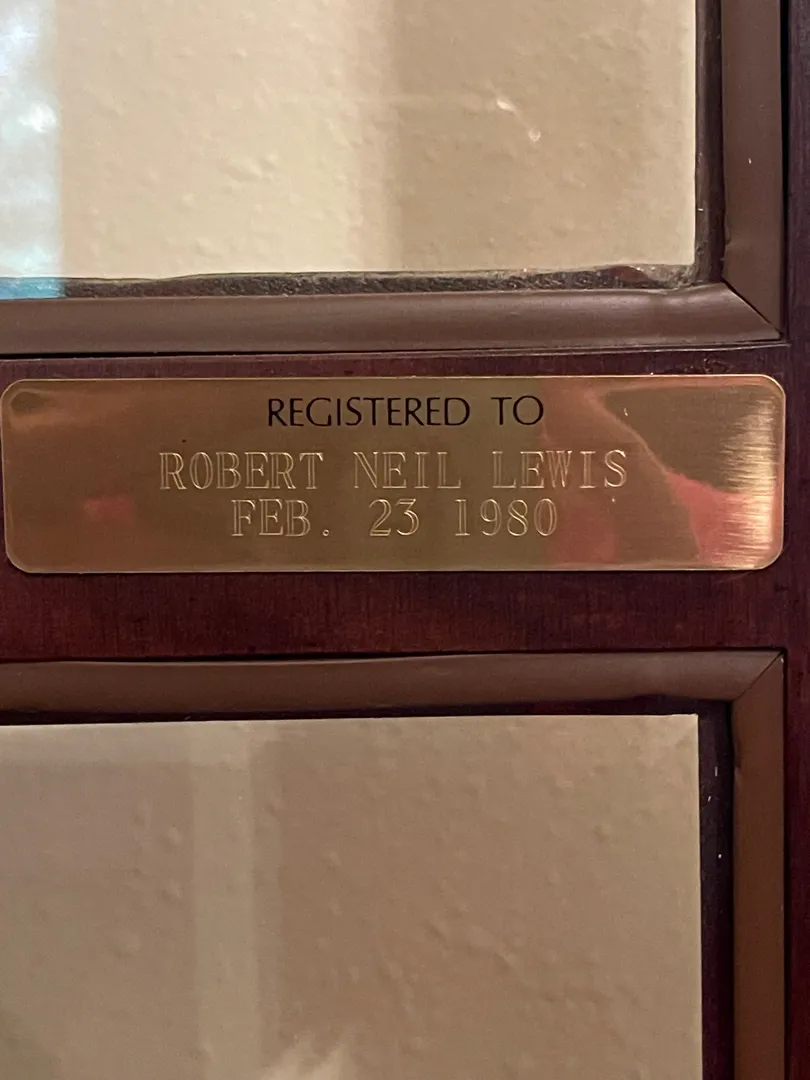 REGISTERED TO
ROBERT NEIL LEWIS
FEB. 23 1980